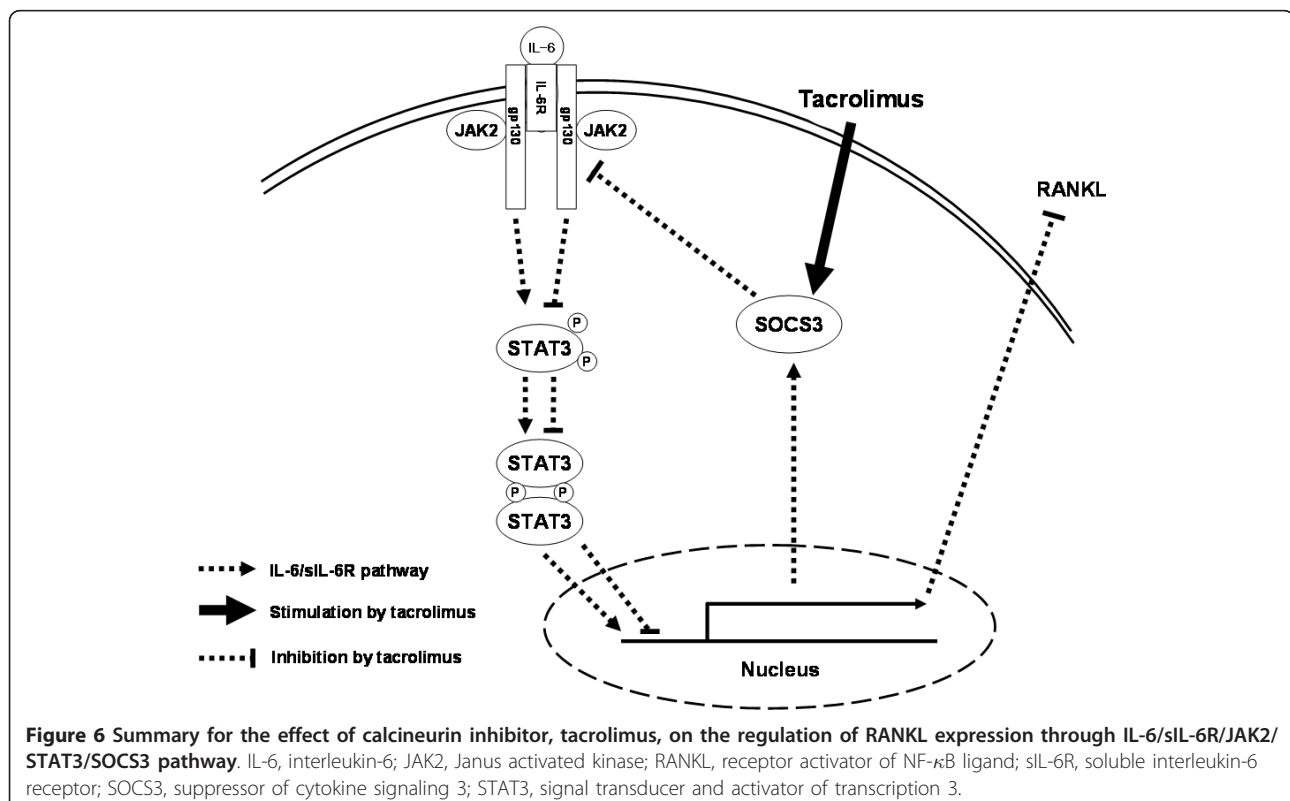 IL-6
IL-6R
gp130
gp130
JAK2
JAK2
Tacrolimus
RANKL
SOCS3
STAT3
P
P
STAT3
P
P
STAT3
IL-6/sIL-6R pathway
Stimulation by tacrolimus
Inhibition by tacrolimus
Nucleus
Figure 6 Summary for the effect of calcineurin inhibitor, tacrolimus, on the regulation of RANKL expression through IL-6/sIL-6R/JAK2/
STAT3/SOCS3 pathway. IL-6, interleukin-6; JAK2, Janus activated kinase; RANKL, receptor activator of NF-κB ligand; sIL-6R, soluble interleukin-6
receptor; SOCS3, suppressor of cytokine signaling 3; STAT3, signal transducer and activator of transcription 3.